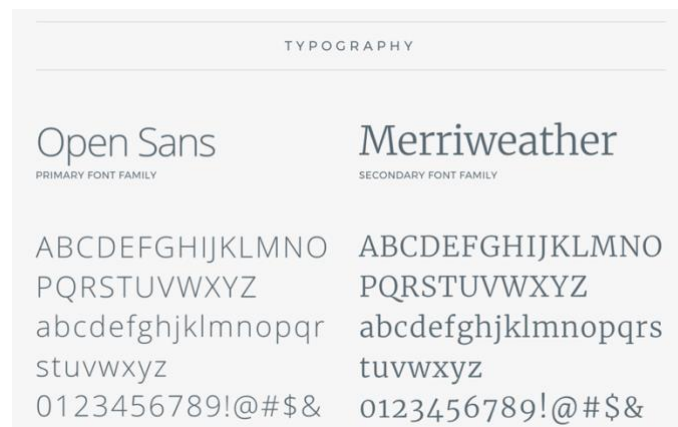 TYPOGRAPHY
Open Sans
PRIMARY FONT FAMILY
ABCDEFGHIJKLMNO
PQRSTUVWXYZ
abcdefghjklmnopqr
stuvwxyz
0123456789!@#$&
Merriweather
SECONDARY FONT FAMILY
ABCDEFGHIJKLMNO
PQRSTUVWXYZ
abcdefghjklmnopqrs
tuvwxyz
0123456789!@#$&